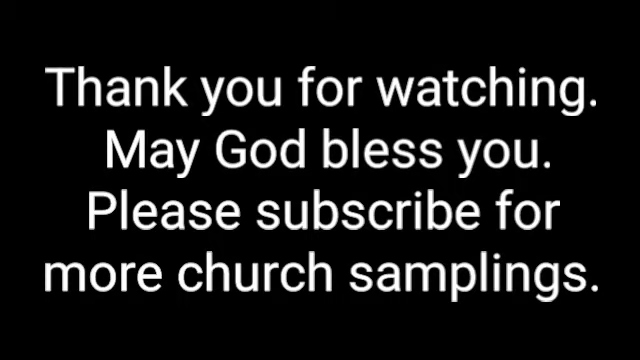 Thank you for watching.
May God bless you.
Please subscribe for
more church samplings.